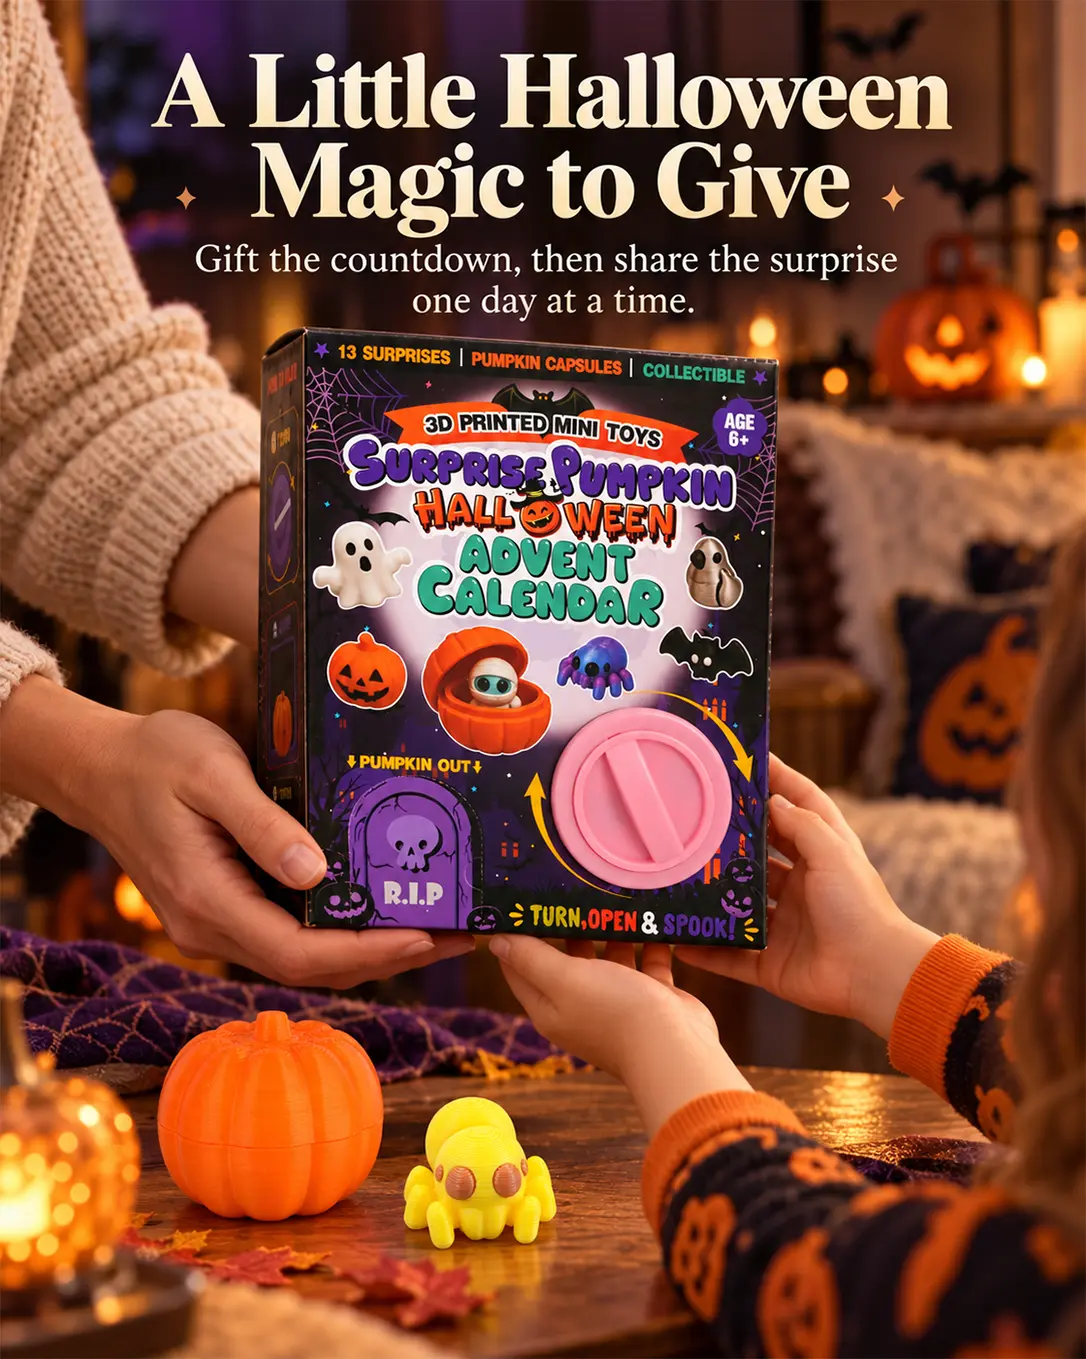 A Little Halloween
Magic to Give
Gift the countdown, then share the surprise
one day at a time.
13 SURPRISES | PUMPKIN CAPSULES | COLLECTIBLE
3D PRINTED MINI TOYS
AGE
6+
SURPRISE PUMPKIN
HALLOWEEN
ADVENT
CALENDAR
PUMPKIN OUT
R.I.P
TURN, OPEN & SPOOK!